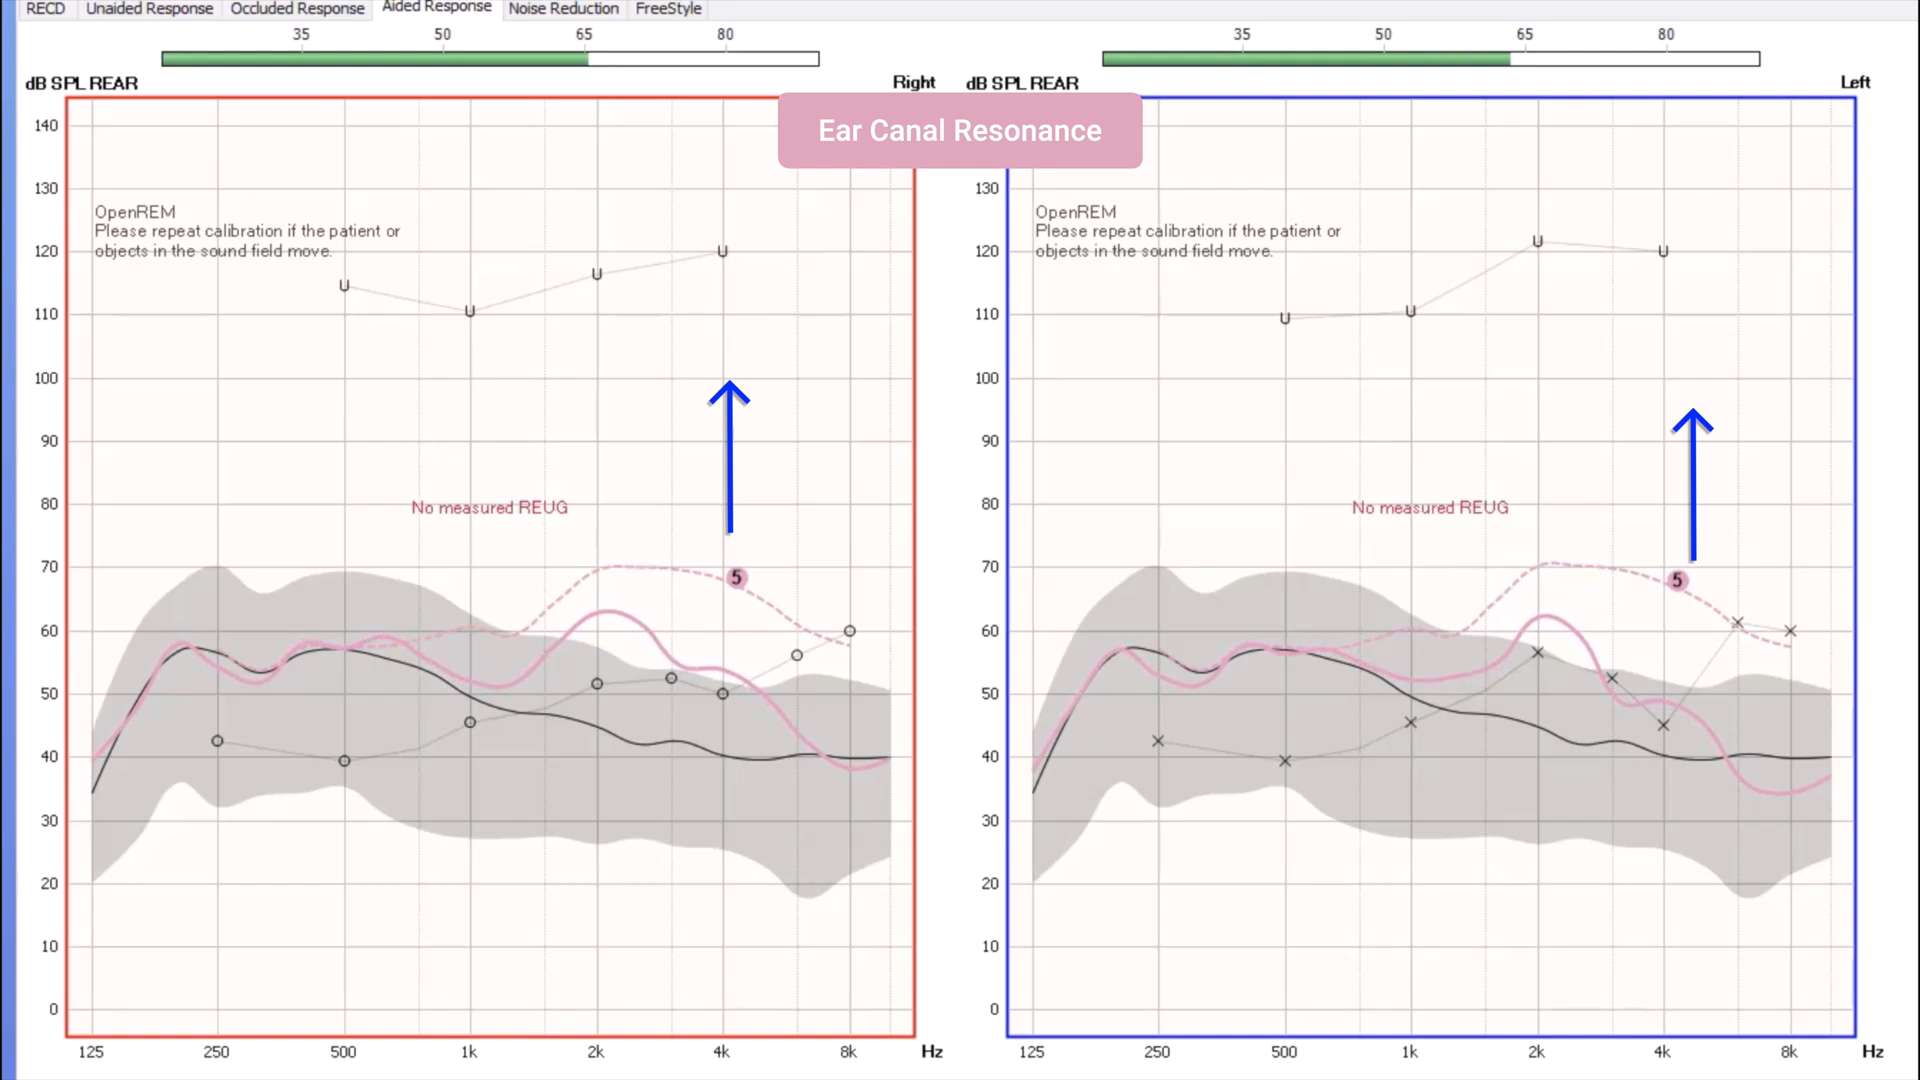 RECD Unaided Response Occluded Response Aided Response Noise Reduction FreeStyle
35 50 65 80
dB SPL REAR Right
Ear Canal Resonance
140
130
120
110
100
90
80
70
60
50
40
30
20
10
0
OpenREM
Please repeat calibration if the patient or
objects in the sound field move.
U U U U
No measured REUG
5
125 250 500 1k 2k 4k 8k Hz
35 50 65 80
dB SPL REAR Left
130
120
110
100
90
80
70
60
50
40
30
20
10
0
OpenREM
Please repeat calibration if the patient or
objects in the sound field move.
U U U U
No measured REUG
5
125 250 500 1k 2k 4k 8k Hz